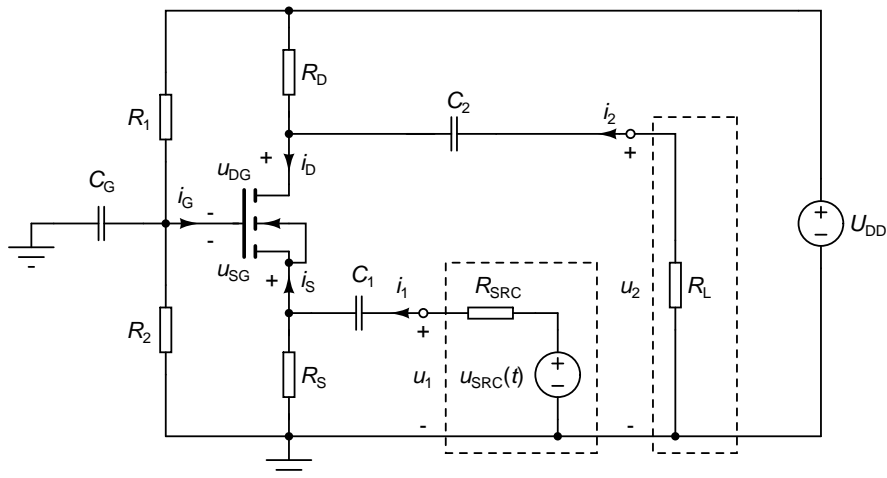 R_D
C_2
i_2
R_1
+
u_DG
i_D
+
C_G
i_G
-
-
+
-
U_DD
u_SG
+
i_S
C_1
i_1
R_SRC
+
R_2
u_2
R_L
R_S
u_1
u_SRC(t)
+
-
-
-